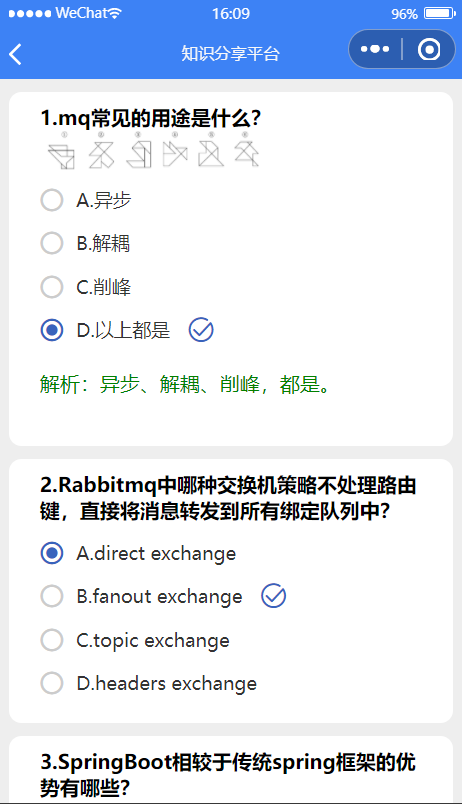 WeChat 16:09 96%
知识分享平台
1.mq常见的用途是什么?
① ② ③ ④ ⑤ ⑥
A.异步
B.解耦
C.削峰
D.以上都是
解析：异步、解耦、削峰，都是。
2.Rabbitmq中哪种交换机策略不处理路由
键，直接将消息转发到所有绑定队列中?
A.direct exchange
B.fanout exchange
C.topic exchange
D.headers exchange
3.SpringBoot相较于传统spring框架的优
势有哪些?